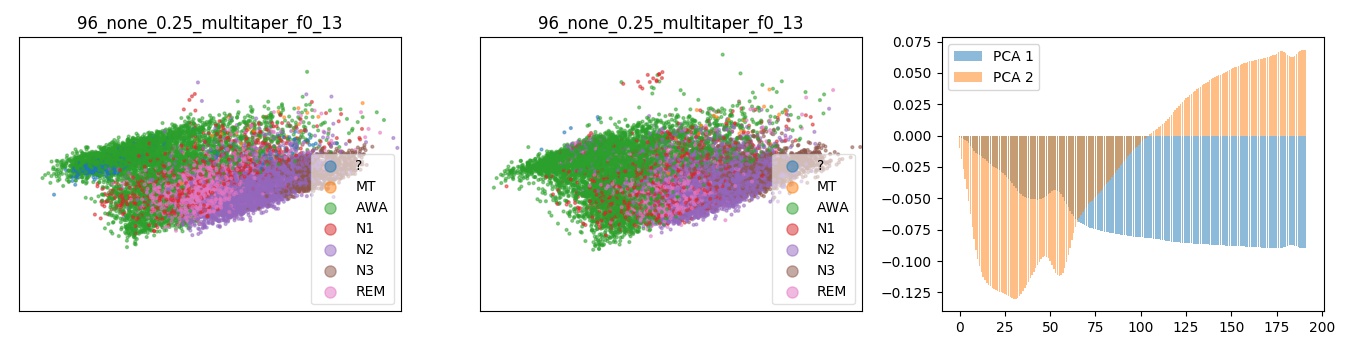 96_none_0.25_multitaper_f0_13
?
MT
AWA
N1
N2
N3
REM
96_none_0.25_multitaper_f0_13
?
MT
AWA
N1
N2
N3
REM
PCA 1
PCA 2
0.075
0.050
0.025
0.000
−0.025
−0.050
−0.075
−0.100
−0.125
0 25 50 75 100 125 150 175 200